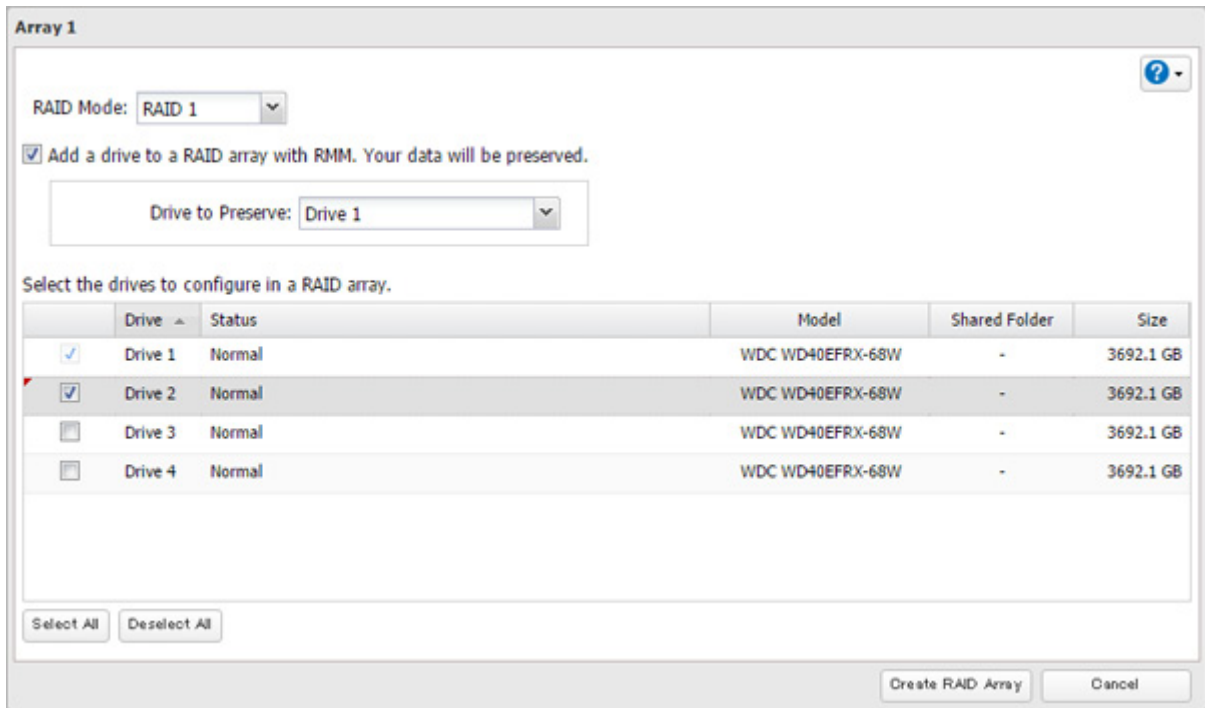 Array 1
?
RAID Mode: RAID 1
Add a drive to a RAID array with RMM. Your data will be preserved.
Drive to Preserve: Drive 1
Select the drives to configure in a RAID array.
Drive Status Model Shared Folder Size
Drive 1 Normal WDC WD40EFRX-68W - 3692.1 GB
Drive 2 Normal WDC WD40EFRX-68W - 3692.1 GB
Drive 3 Normal WDC WD40EFRX-68W - 3692.1 GB
Drive 4 Normal WDC WD40EFRX-68W - 3692.1 GB
Select All Deselect All
Create RAID Array Cancel